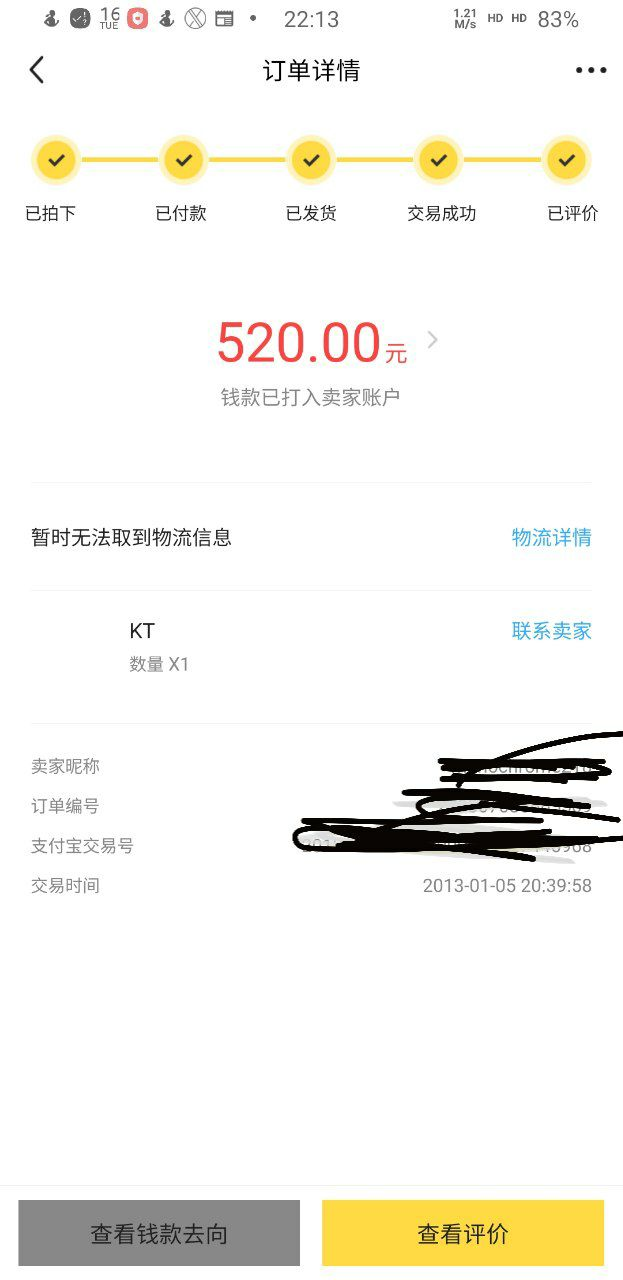 16
TUE
22:13
1.21
M/s
HD HD 83%
订单详情
已拍下 已付款 已发货 交易成功 已评价
520.00元
钱款已打入卖家账户
暂时无法取到物流信息 物流详情
KT 联系卖家
数量 X1
卖家昵称
订单编号
支付宝交易号
交易时间 2013-01-05 20:39:58
查看钱款去向 查看评价